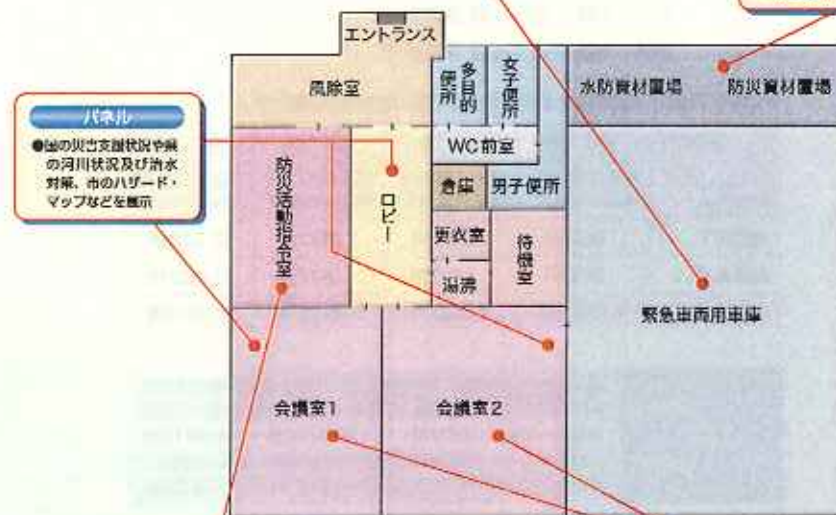 エントランス
風除室
多目的
便所
女子便所
水防資材置場
防災資材置場
パネル
●国の災害支援状況や県
の河川状況及び治水
対策、市のハザード・
マップなどを展示
WC前室
倉庫
男子便所
防災活動指令室
ロビー
更衣室
待機室
湯沸
緊急車両用車庫
会議室1
会議室2